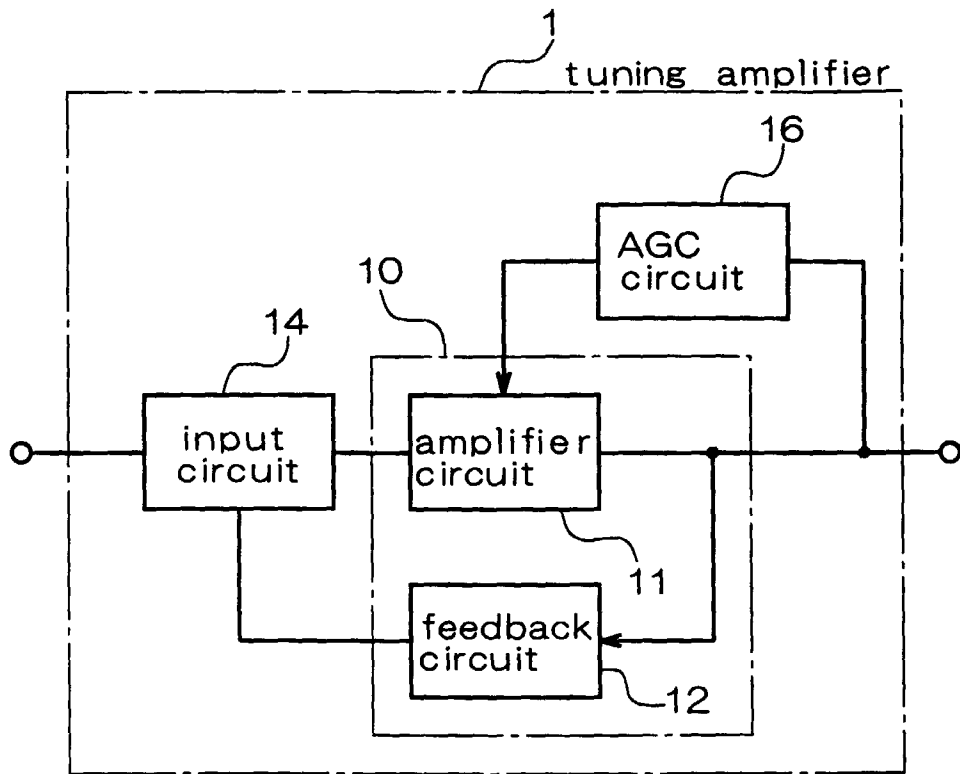 1
tuning amplifier
16
AGC
circuit
10
14
input
circuit
amplifier
circuit
11
feedback
circuit
12